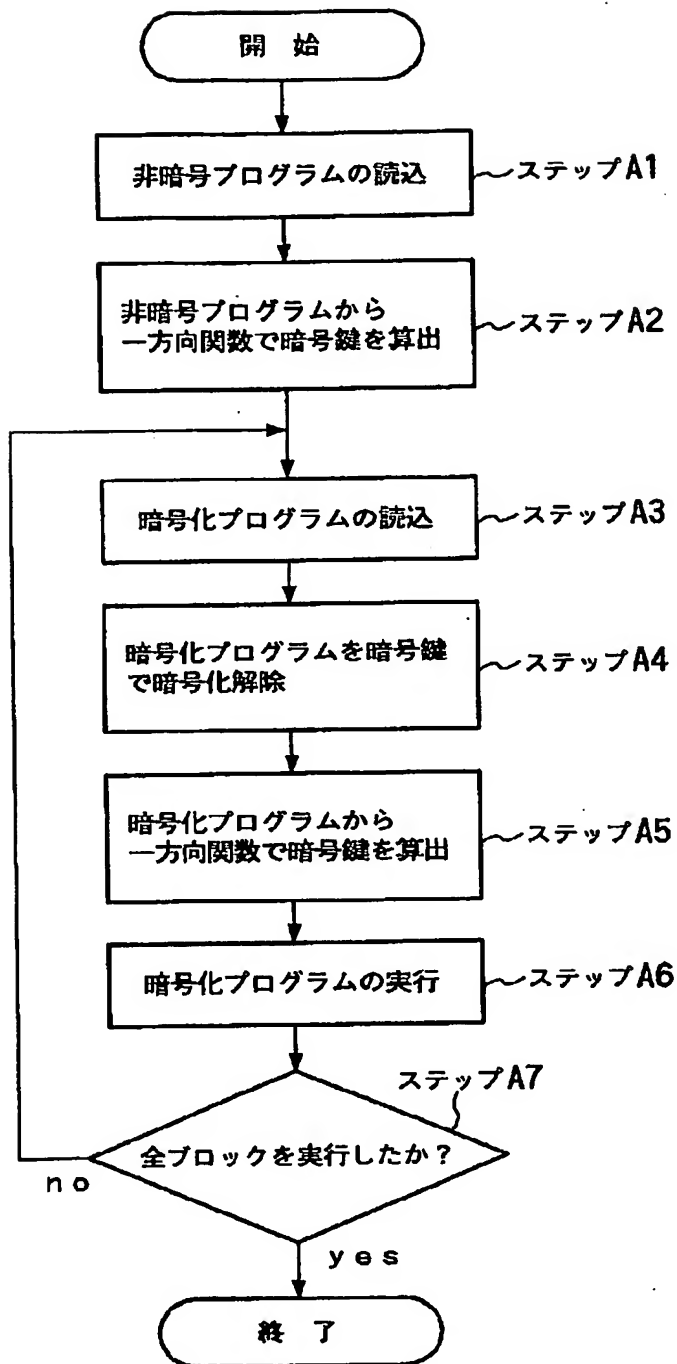 開 始
非暗号プログラムの読込
ステップA1
非暗号プログラムから
一方向関数で暗号鍵を算出
ステップA2
暗号化プログラムの読込
ステップA3
暗号化プログラムを暗号鍵
で暗号化解除
ステップA4
暗号化プログラムから
一方向関数で暗号鍵を算出
ステップA5
暗号化プログラムの実行
ステップA6
ステップA7
全ブロックを実行したか？
no
yes
終 了